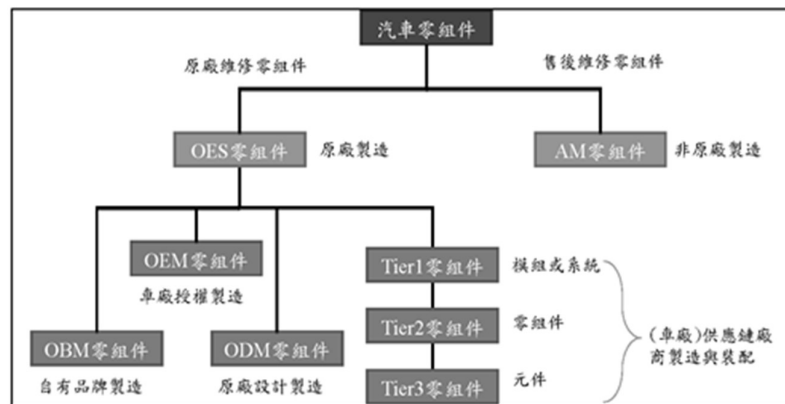 汽車零組件
原廠維修零組件
售後維修零組件
OES零組件
原廠製造
AM零組件
非原廠製造
OEM零組件
車廠授權製造
Tier1零組件
模組或系統
OBM零組件
自有品牌製造
ODM零組件
原廠設計製造
Tier2零組件
零組件
Tier3零組件
元件
(車廠)供應鏈廠
商製造與裝配